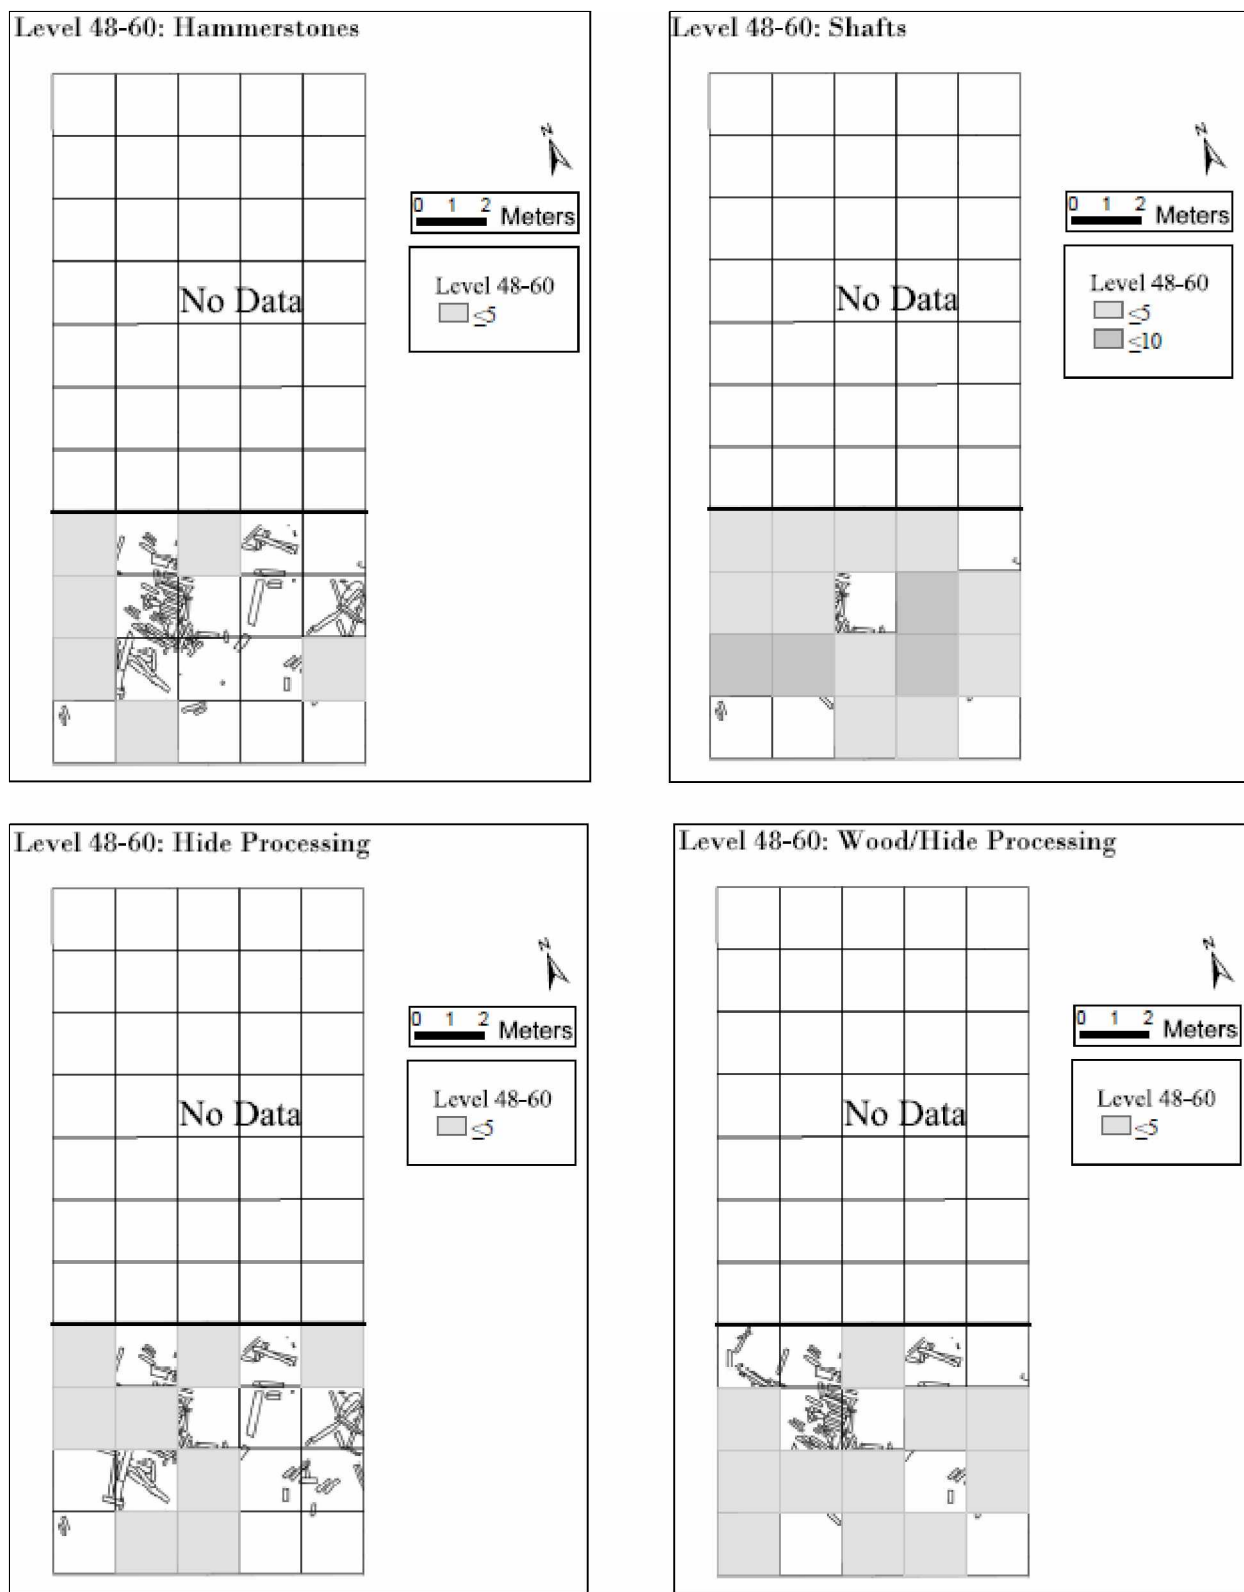 Level 48-60: Hammerstones
N
0 1 2 Meters
No Data
Level 48-60
≤5
Level 48-60: Shafts
N
0 1 2 Meters
No Data
Level 48-60
≤5
≤10
Level 48-60: Hide Processing
N
0 1 2 Meters
No Data
Level 48-60
≤5
Level 48-60: Wood/Hide Processing
N
0 1 2 Meters
No Data
Level 48-60
≤5